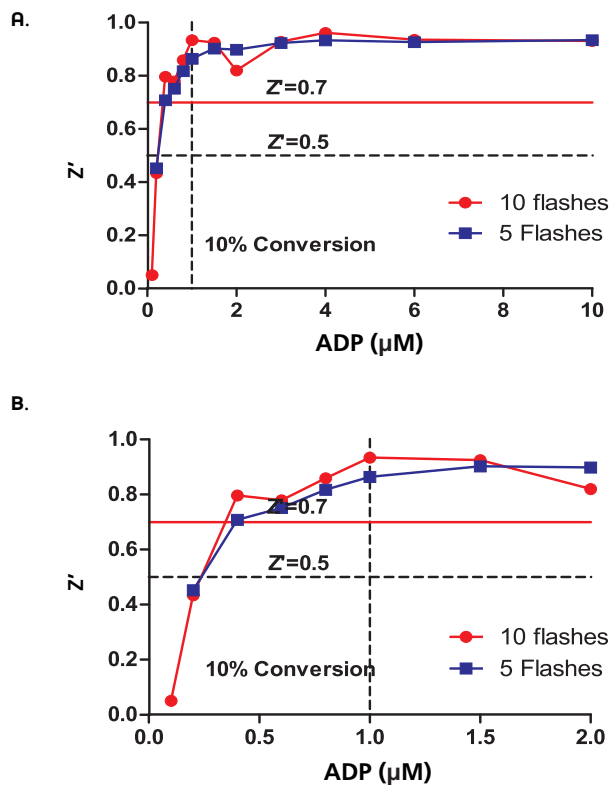 A.
1.0
0.8
Z'=0.7
0.6
Z'=0.5
Z′
0.4
10 flashes
5 Flashes
0.2
10% Conversion
0.0
0
2
4
6
8
10
ADP (µM)
B.
1.0
0.8
Z'=0.7
0.6
Z'=0.5
Z′
0.4
10 flashes
5 Flashes
0.2
10% Conversion
0.0
0.0
0.5
1.0
1.5
2.0
ADP (µM)